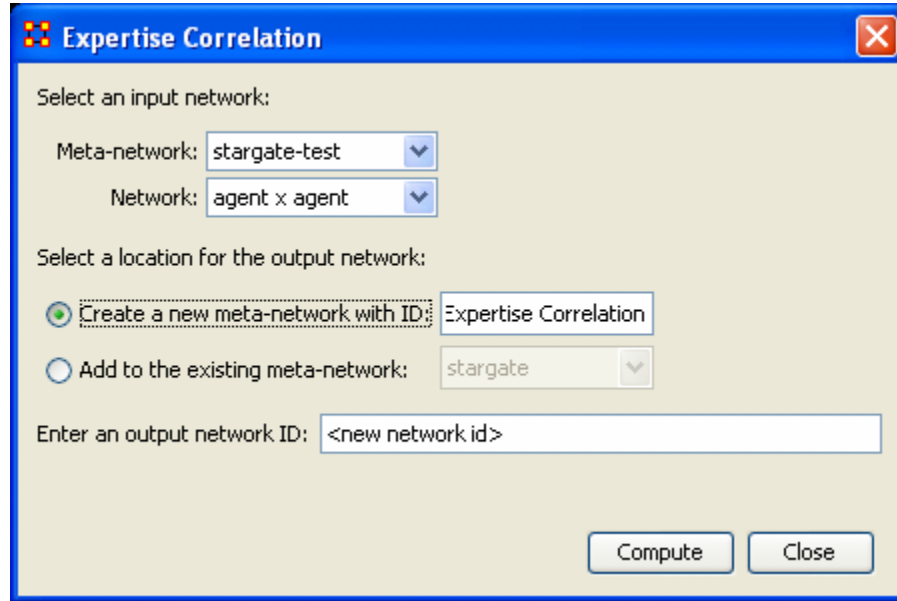 Expertise Correlation
Select an input network:
Meta-network: stargate-test
Network: agent x agent
Select a location for the output network:
Create a new meta-network with ID: Expertise Correlation
Add to the existing meta-network: stargate
Enter an output network ID: <new network id>
Compute Close